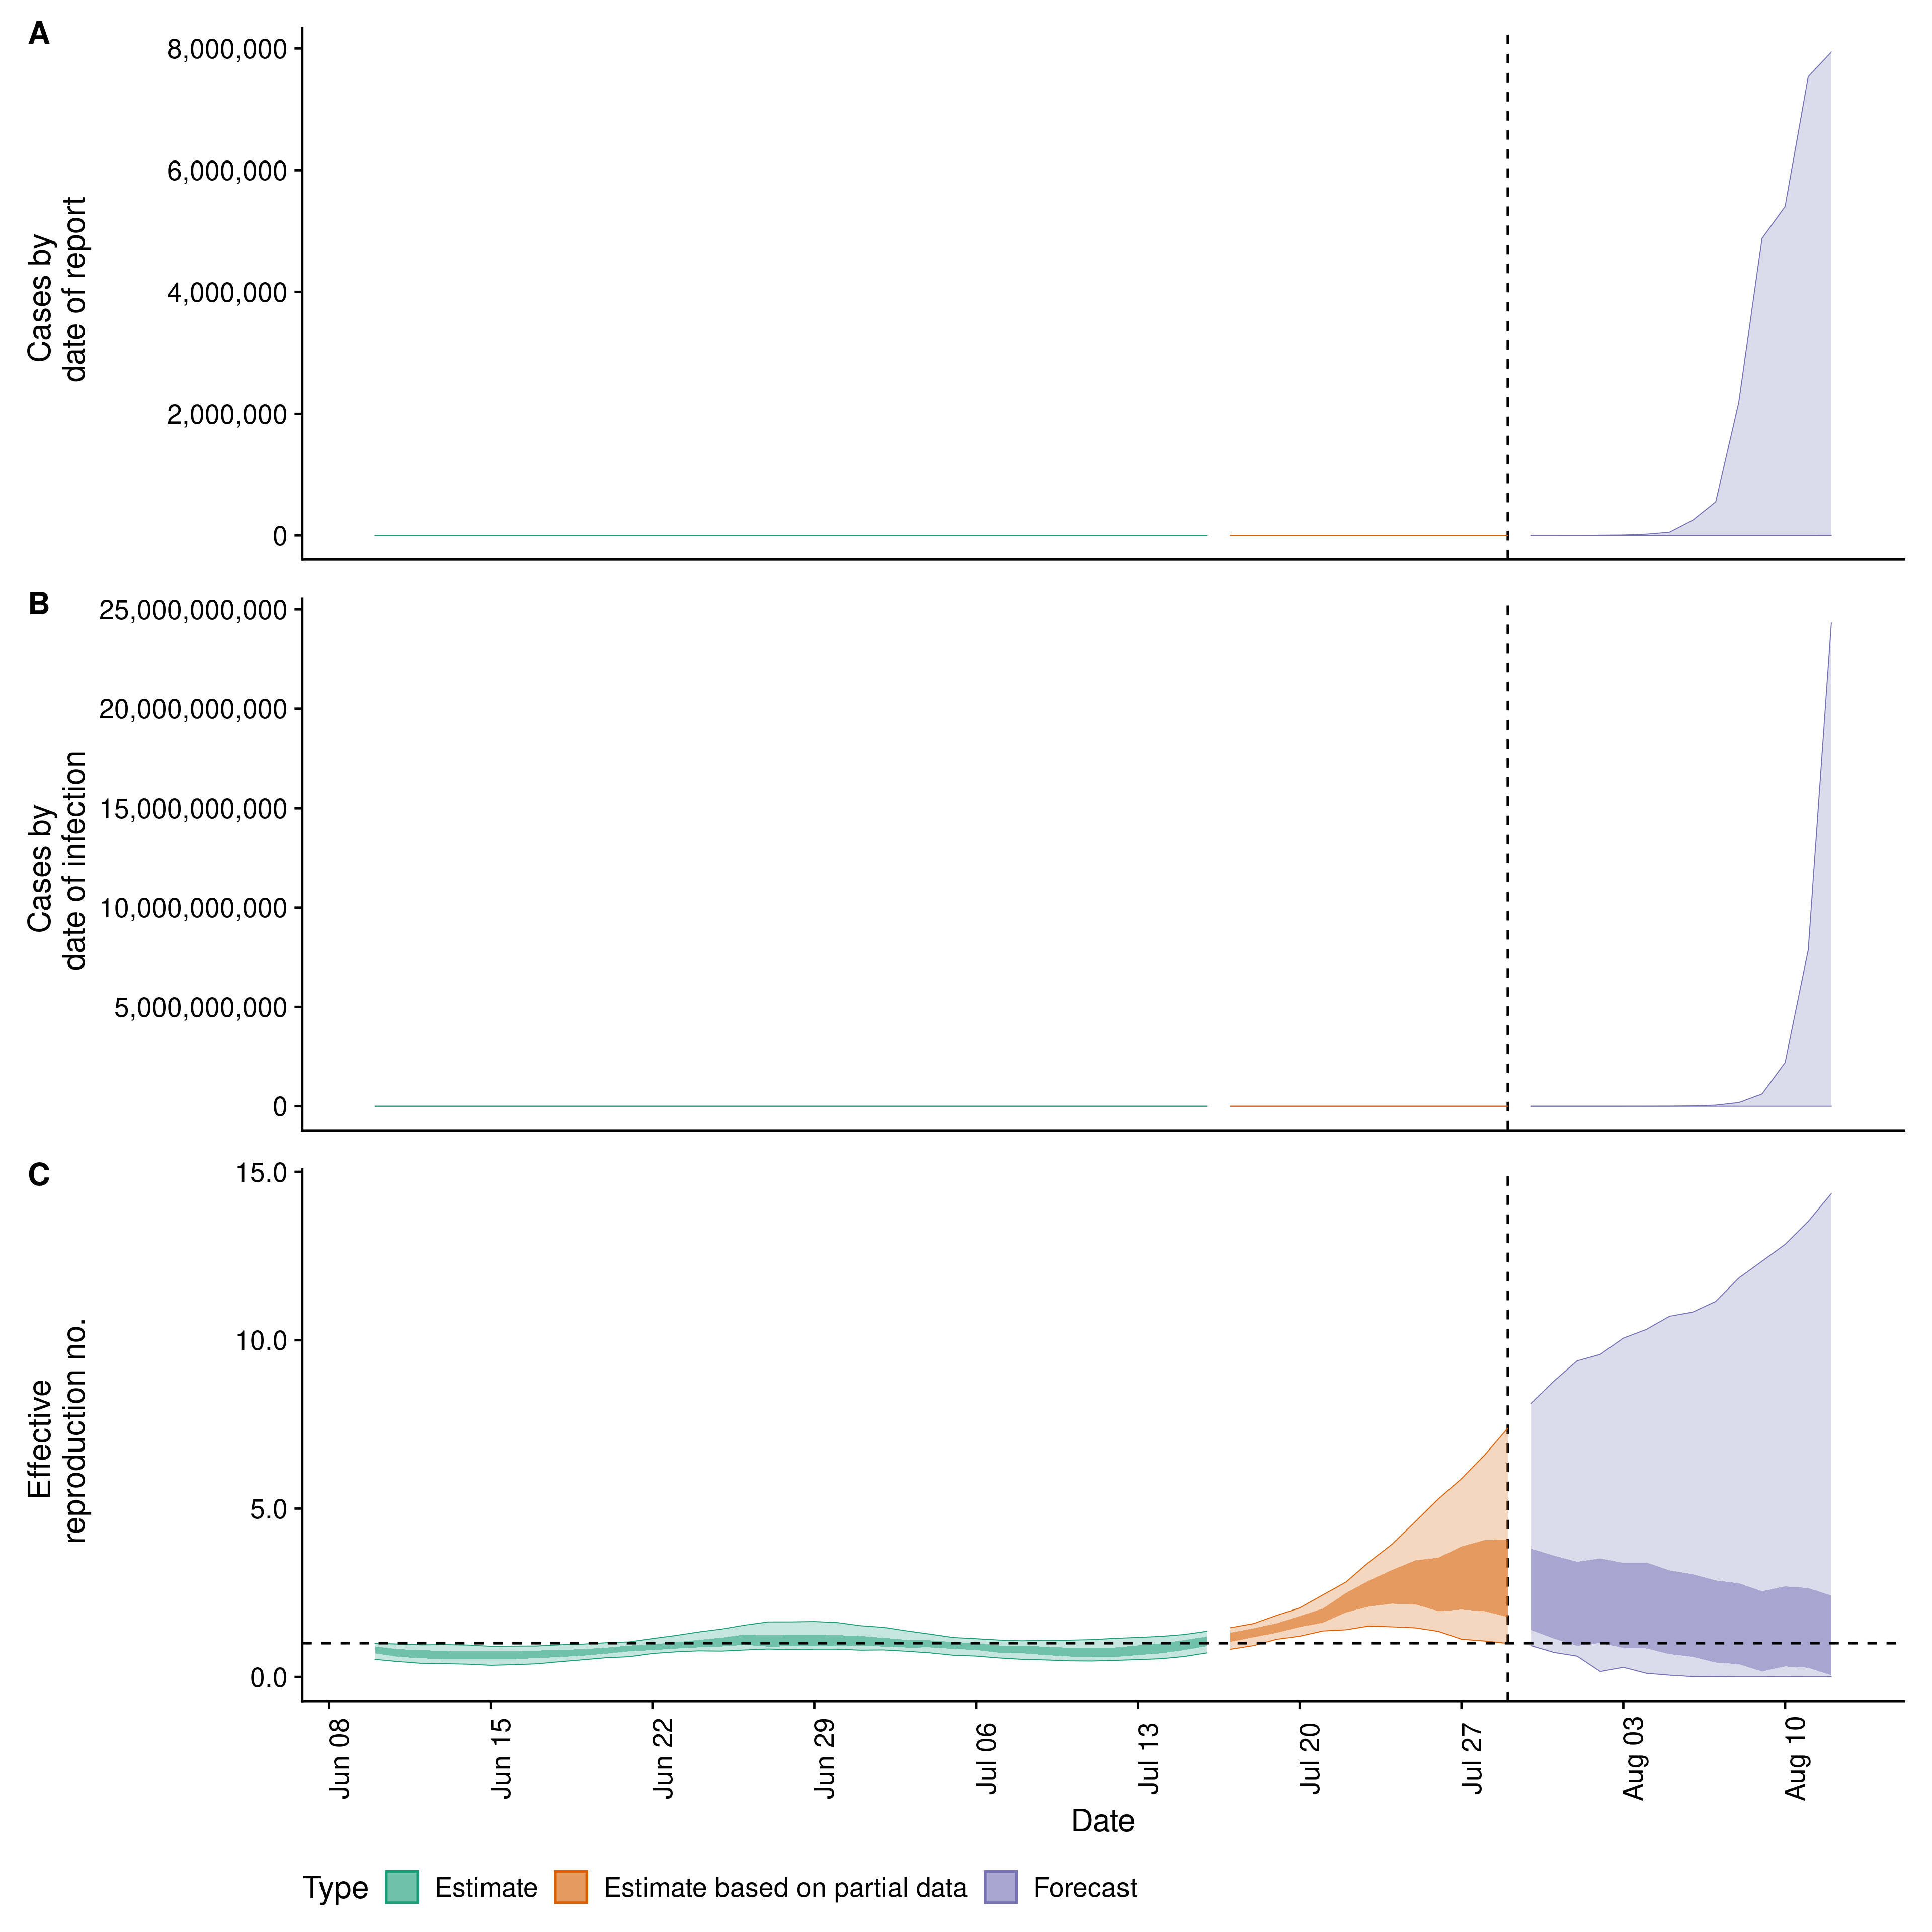 A
8,000,000
6,000,000
4,000,000
2,000,000
0
Cases by
date of report
B
25,000,000,000
20,000,000,000
15,000,000,000
10,000,000,000
5,000,000,000
0
Cases by
date of infection
C
15.0
10.0
5.0
0.0
Effective
reproduction no.
Jun 08
Jun 15
Jun 22
Jun 29
Jul 06
Jul 13
Jul 20
Jul 27
Aug 03
Aug 10
Date
Type Estimate Estimate based on partial data Forecast